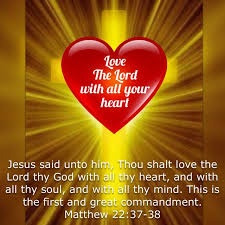 Love
The Lord
with all your
heart
Jesus said unto him, Thou shalt love the
Lord thy God with all thy heart, and with
all thy soul, and with all thy mind. This is
the first and great commandment.
Matthew 22:37-38